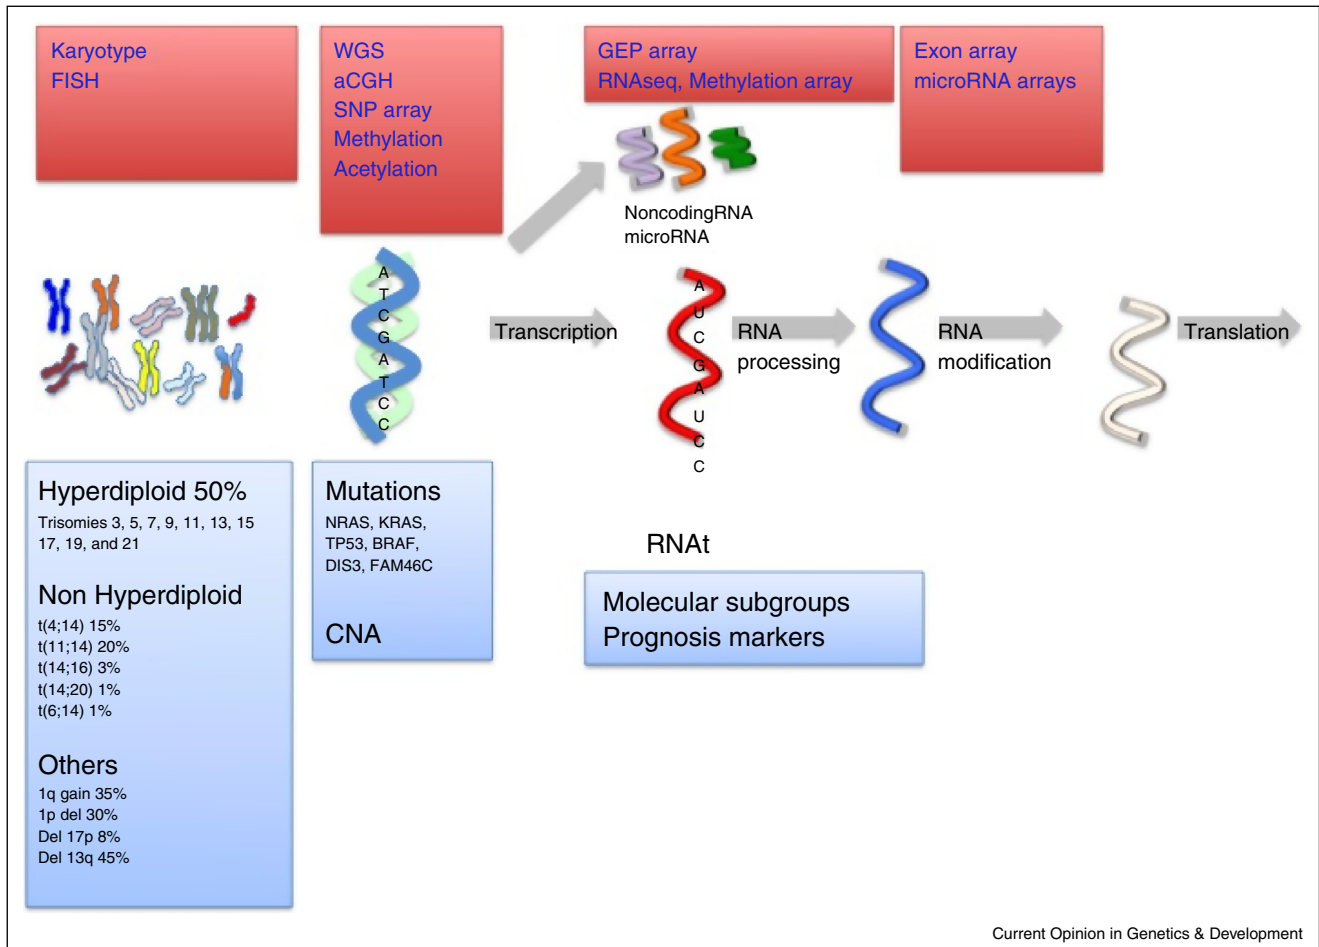 Karyotype
FISH
WGS
aCGH
SNP array
Methylation
Acetylation
GEP array
RNAseq, Methylation array
Exon array
microRNA arrays
NoncodingRNA
microRNA
A
T
C
G
A
T
C
C
Transcription
A
U
C
G
A
U
C
C
RNA
processing
RNA
modification
Translation
Hyperdiploid 50%
Trisomies 3, 5, 7, 9, 11, 13, 15
17, 19, and 21
Non Hyperdiploid
t(4;14) 15%
t(11;14) 20%
t(14;16) 3%
t(14;20) 1%
t(6;14) 1%
Others
1q gain 35%
1p del 30%
Del 17p 8%
Del 13q 45%
Mutations
NRAS, KRAS,
TP53, BRAF,
DIS3, FAM46C
CNA
RNAt
Molecular subgroups
Prognosis markers
Current Opinion in Genetics & Development